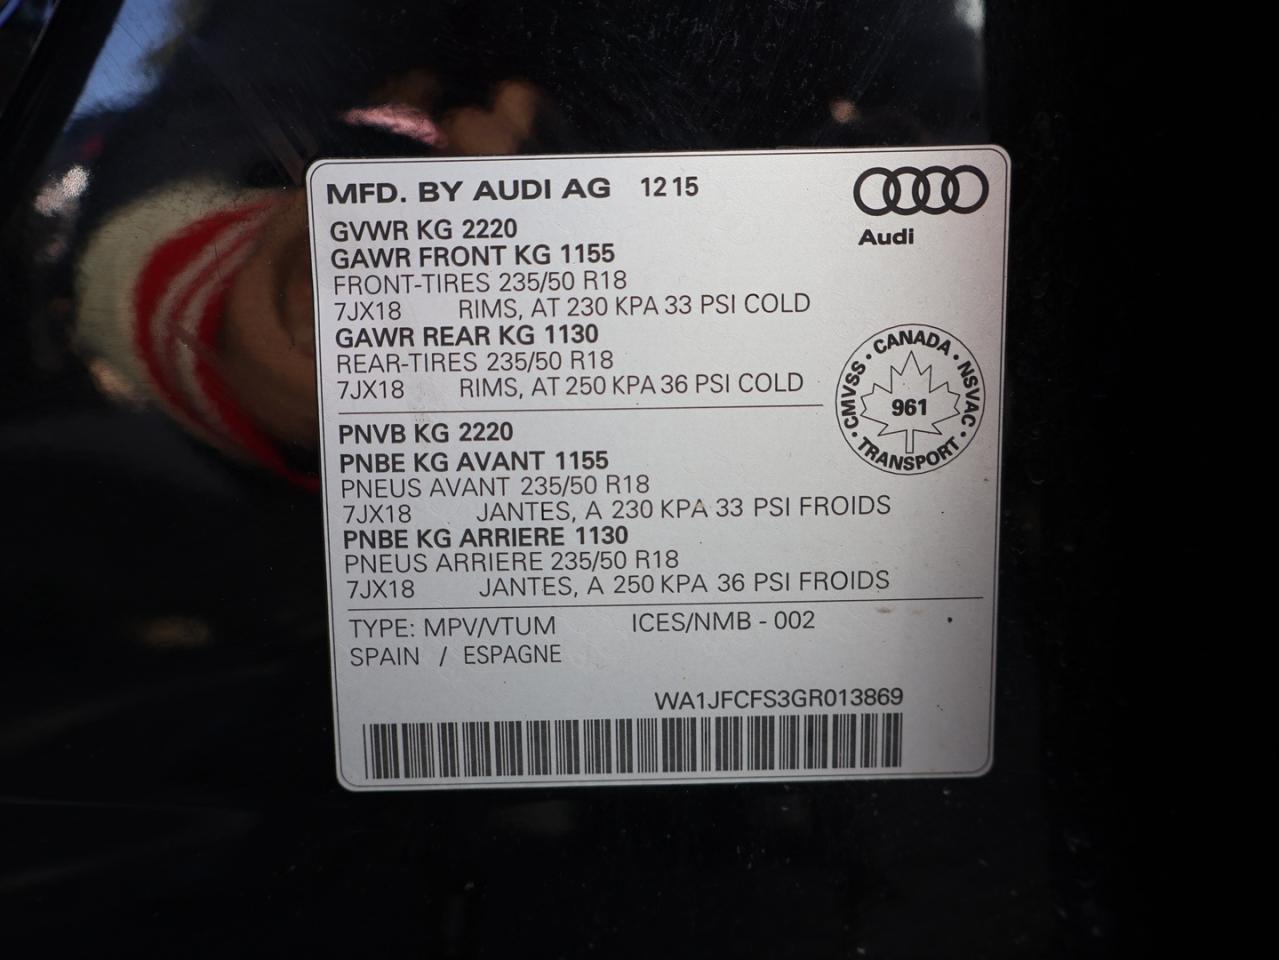 MFD. BY AUDI AG 12 15
Audi
GVWR KG 2220
GAWR FRONT KG 1155
FRONT-TIRES 235/50 R18
7JX18 RIMS, AT 230 KPA 33 PSI COLD
GAWR REAR KG 1130
REAR-TIRES 235/50 R18
7JX18 RIMS, AT 250 KPA 36 PSI COLD
· CANADA · NSVAC · TRANSPORT · CMVSS
961
PNVB KG 2220
PNBE KG AVANT 1155
PNEUS AVANT 235/50 R18
7JX18 JANTES, A 230 KPA 33 PSI FROIDS
PNBE KG ARRIERE 1130
PNEUS ARRIERE 235/50 R18
7JX18 JANTES, A 250 KPA 36 PSI FROIDS
TYPE: MPV/VTUM ICES/NMB - 002
SPAIN / ESPAGNE
WA1JFCFS3GR013869